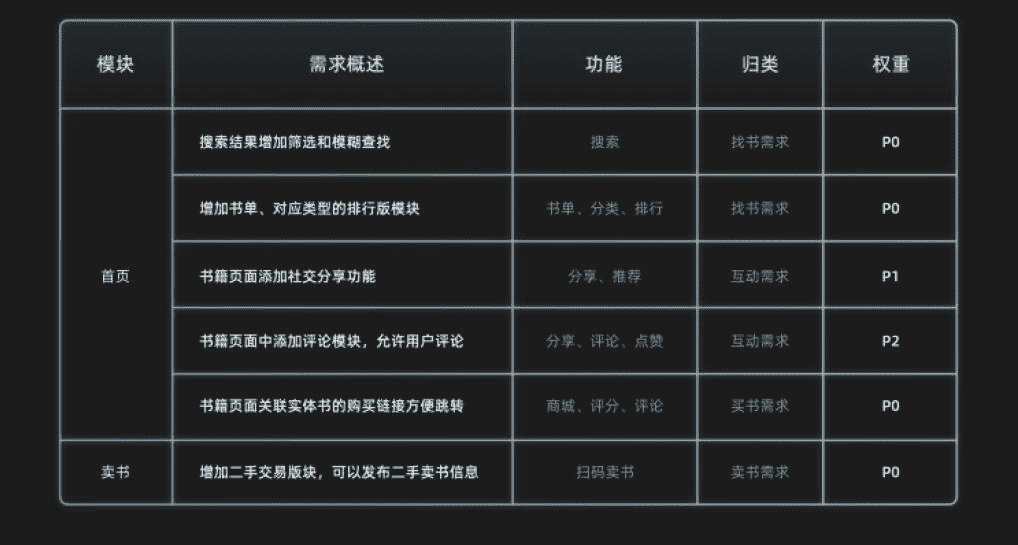 模块 需求概述 功能 归类 权重
搜索结果增加筛选和模糊查找 搜索 找书需求 P0
增加书单、对应类型的排行版模块 书单、分类、排行 找书需求 P0
首页 书籍页面添加社交分享功能 分享、推荐 互动需求 P1
书籍页面中添加评论模块，允许用户评论 分享、评论、点赞 互动需求 P2
书籍页面关联实体书的购买链接方便跳转 商城、评分、评论 买书需求 P0
卖书 增加二手交易版块，可以发布二手卖书信息 扫码卖书 卖书需求 P0